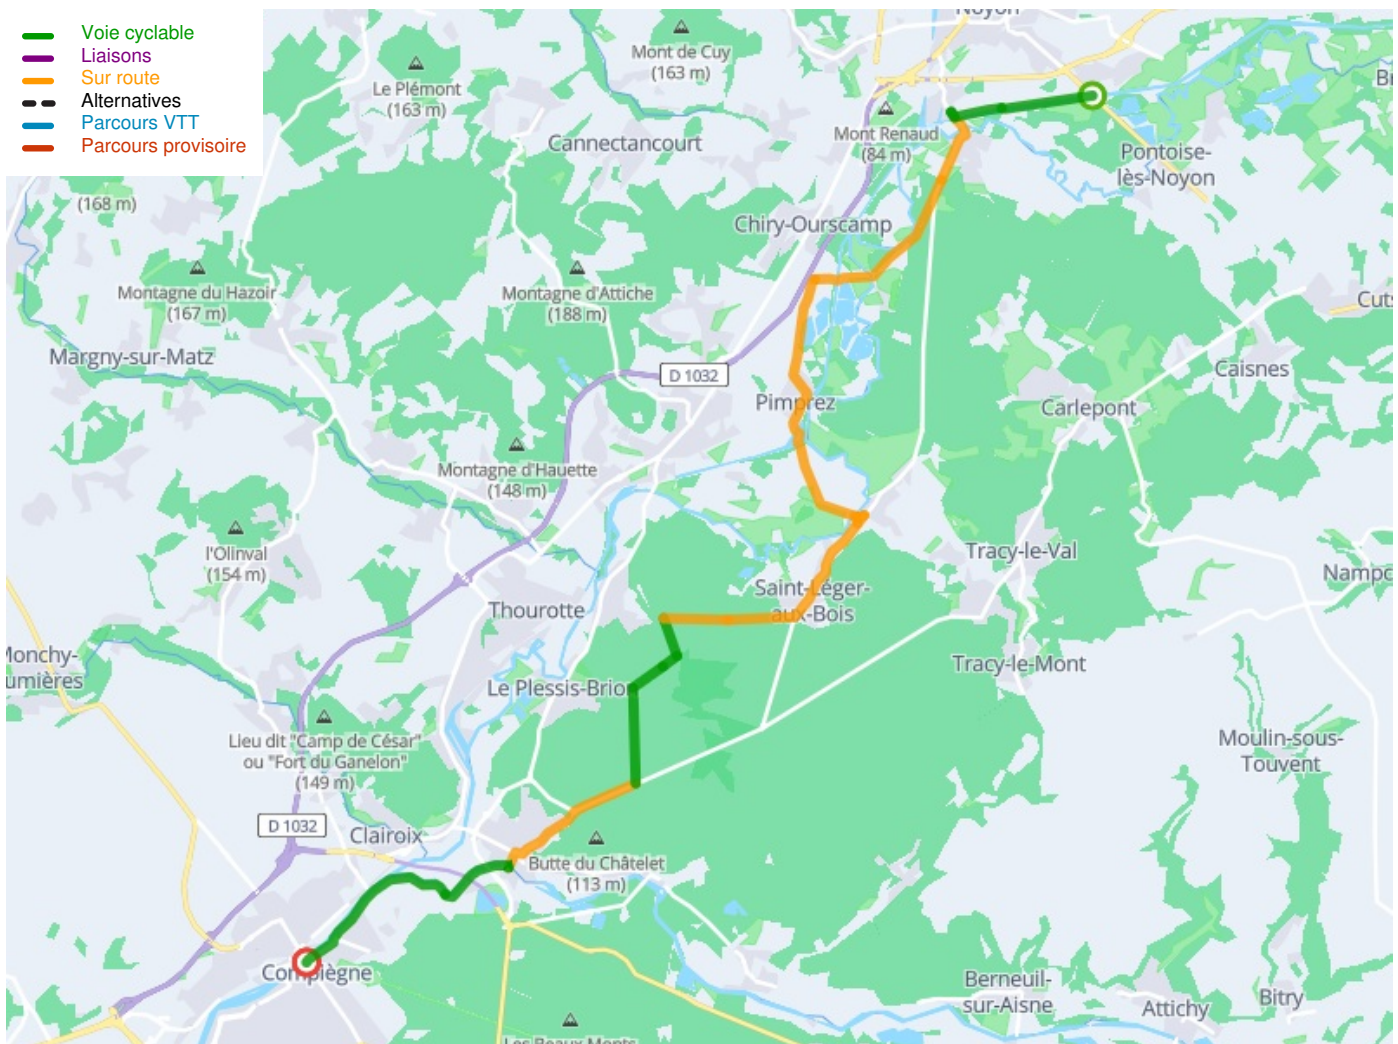 Voie cyclable
Liaisons
Sur route
Alternatives
Parcours VTT
Parcours provisoire
Noyon
Mont de Cuy
(163 m)
Le Plémont
(163 m)
Mont Renaud
(84 m)
Cannectancourt
Pontoise-
lès-Noyon
(168 m)
Chiry-Ourscamp
Montagne du Hazoir
(167 m)
Montagne d'Attiche
(188 m)
Margny-sur-Matz
D 1032
Caisnes
Pimprez
Carlepont
Montagne d'Hauette
(148 m)
l'Olinval
(154 m)
Tracy-le-Val
Saint-Léger-
aux-Bois
Thourotte
Tracy-le-Mont
Le Plessis-Brion
Lieu dit "Camp de César"
ou "Fort du Ganelon"
(149 m)
Moulin-sous-
Touvent
D 1032
Clairoix
Butte du Châtelet
(113 m)
Compiègne
Berneuil-
sur-Aisne
Attichy
Bitry
Les Beaux Monts